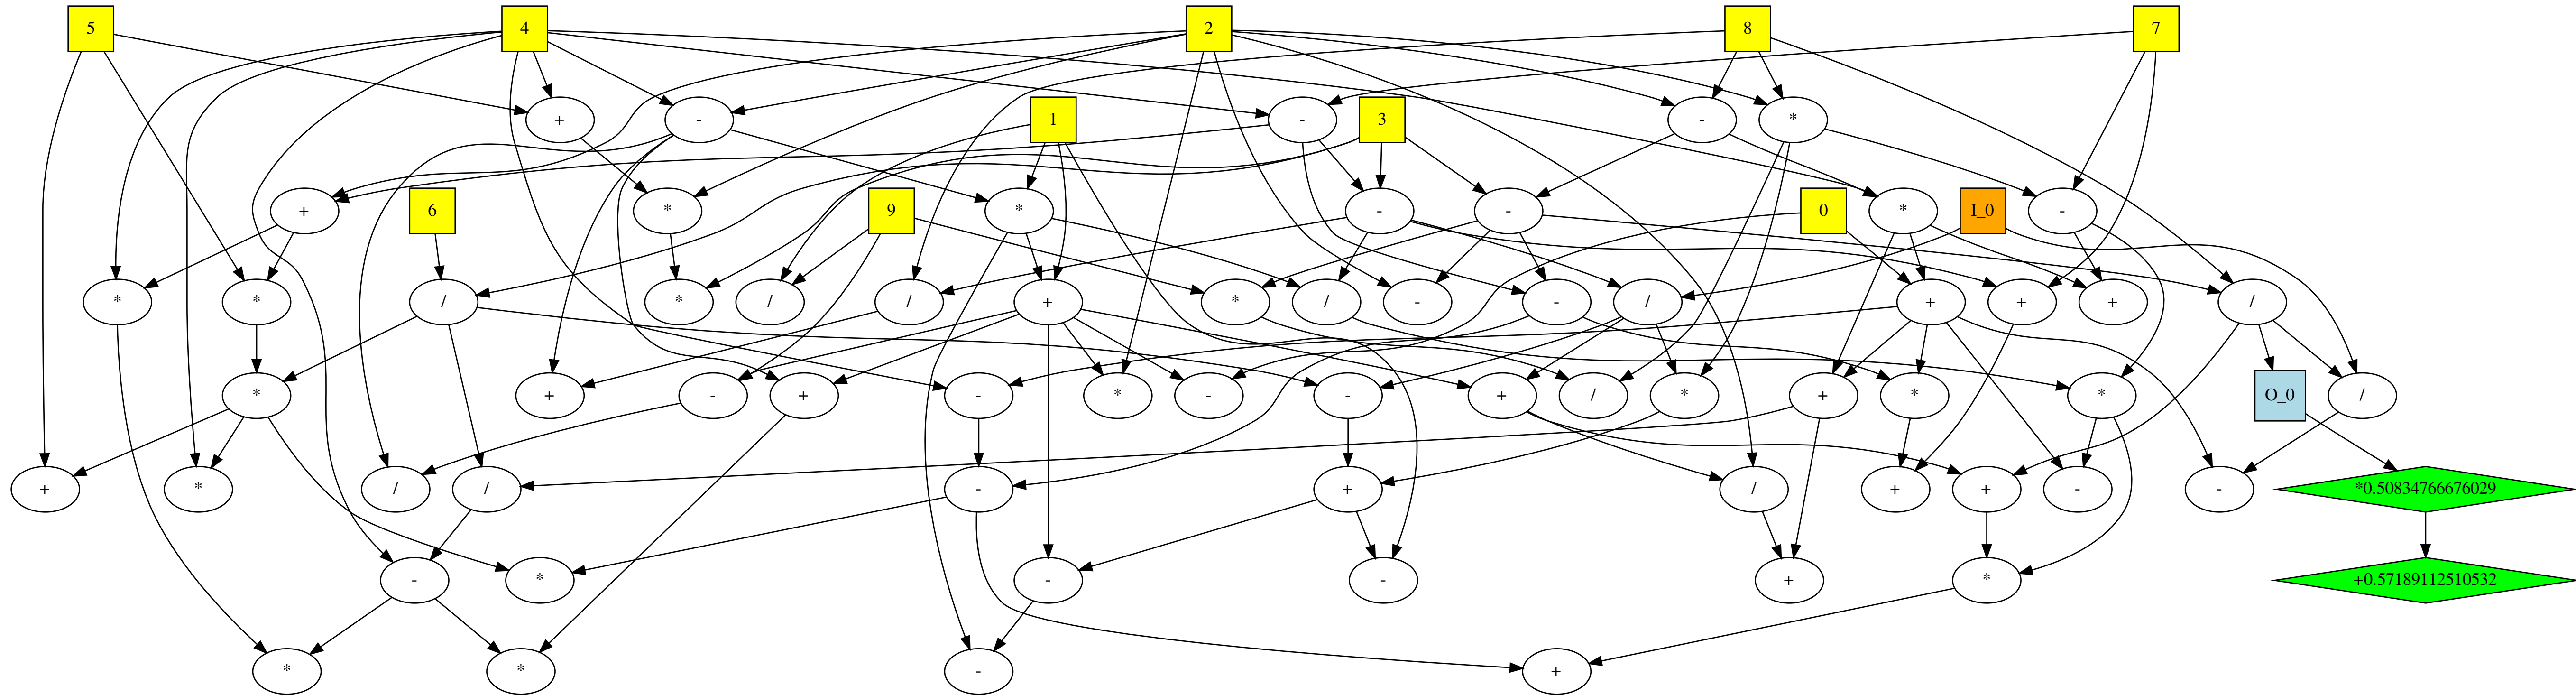 5 4 2 8 7
+ - 1 - 3 - *
+ 6 * 9 * - - 0 * I_0 -
* * / * / / + * / - - / + + + /
* + - + - * - - + / * + * * O_0 /
+ * / / - + / + + - - *0.50834766676029
- * - - + * +0.57189112510532
* * - +